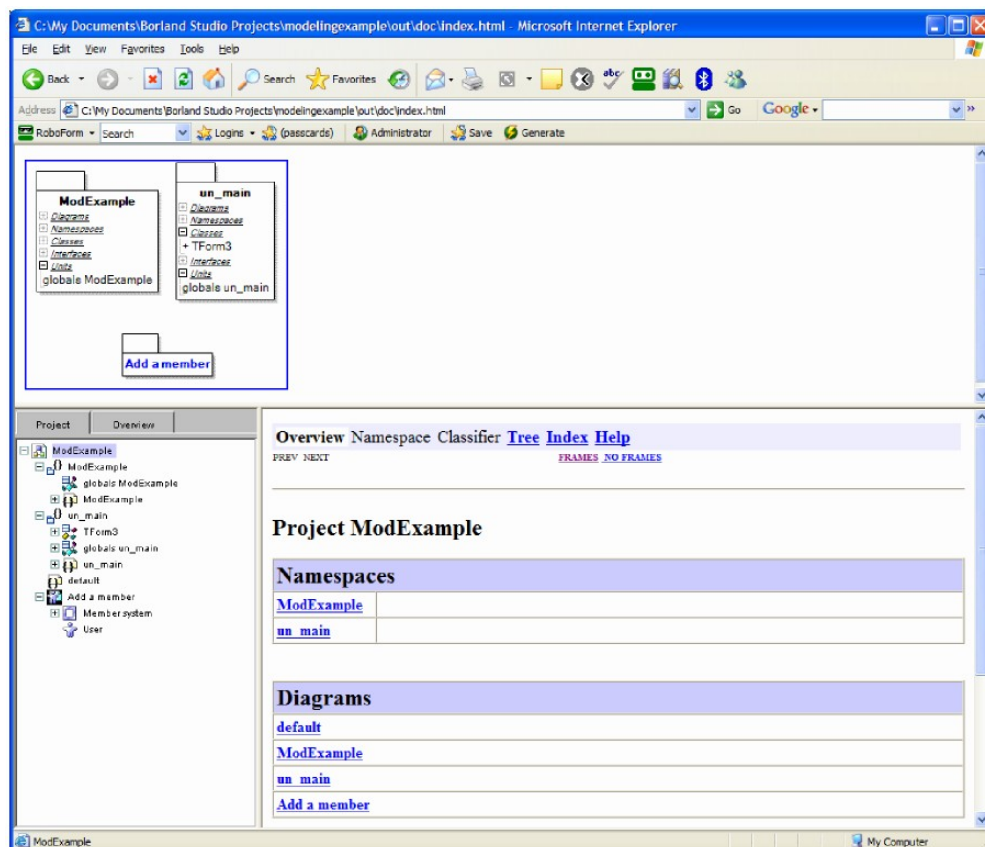 C:\My Documents\Borland Studio Projects\modelingexample\out\doc\index.html - Microsoft Internet Explorer
File Edit View Favorites Tools Help
Back Search Favorites
Address C:\My Documents\Borland Studio Projects\modelingexample\out\doc\index.html Go Google
RoboForm Search Logins (passcards) Administrator Save Generate
ModExample
Diagrams
Namespaces
Classes
Interfaces
Units
globals ModExample
un_main
Diagrams
Namespaces
Classes
+ TForm3
Interfaces
Units
globals un_main
Add a member
Project Overview
ModExample
ModExample
globals ModExample
ModExample
un_main
TForm3
globals un_main
un_main
default
Add a member
Member system
User
Overview Namespace Classifier Tree Index Help
PREV NEXT FRAMES NO FRAMES
Project ModExample
Namespaces
ModExample
un_main
Diagrams
default
ModExample
un_main
Add a member
ModExample My Computer